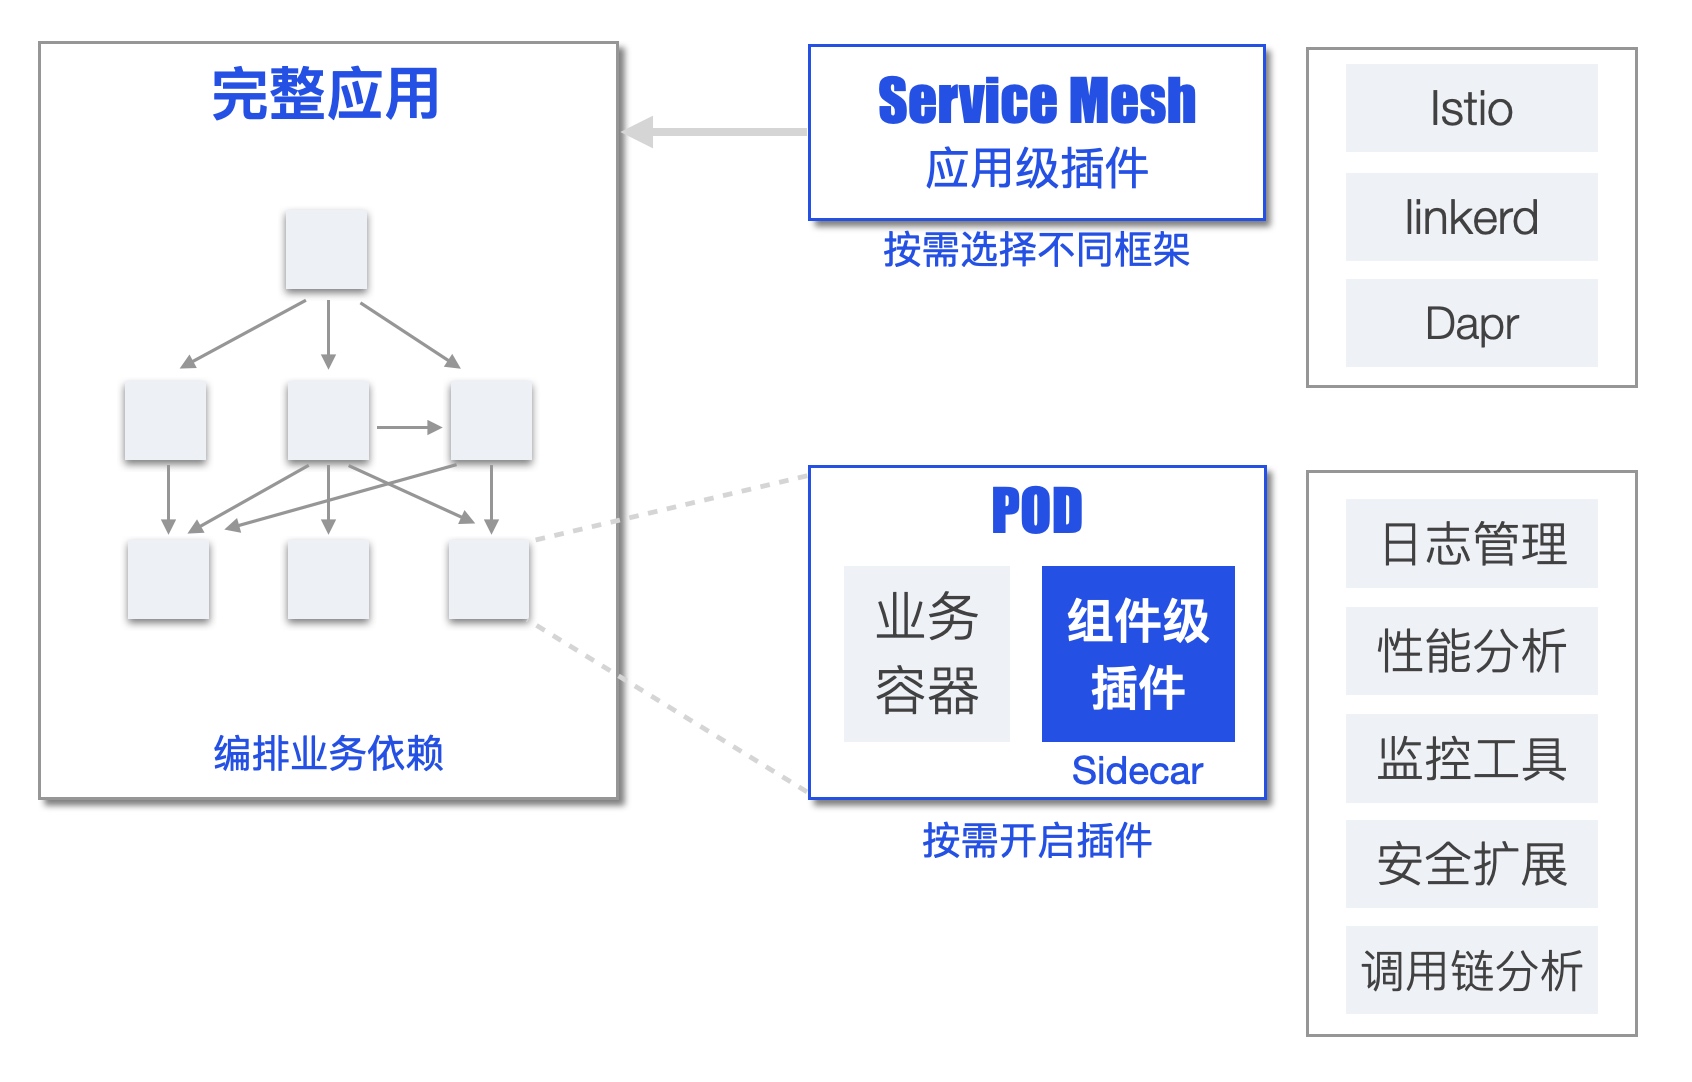 完整应用
编排业务依赖
Service Mesh
应用级插件
按需选择不同框架
Istio
linkerd
Dapr
POD
业务
容器
组件级
插件
Sidecar
按需开启插件
日志管理
性能分析
监控工具
安全扩展
调用链分析